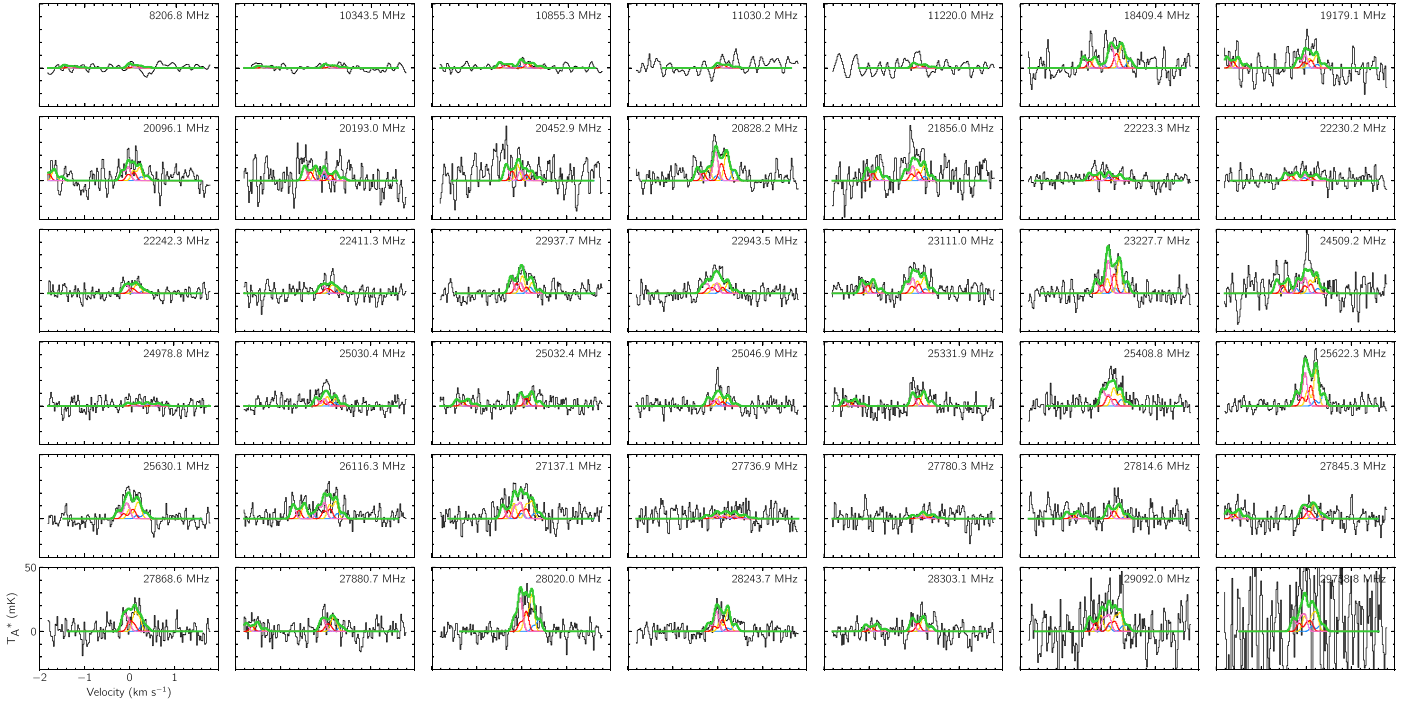 8206.8 MHz
10343.5 MHz
10855.3 MHz
11030.2 MHz
11220.0 MHz
18409.4 MHz
19179.1 MHz
20096.1 MHz
20193.0 MHz
20452.9 MHz
20828.2 MHz
21856.0 MHz
22223.3 MHz
22230.2 MHz
22242.3 MHz
22411.3 MHz
22937.7 MHz
22943.5 MHz
23111.0 MHz
23227.7 MHz
24509.2 MHz
24978.8 MHz
25030.4 MHz
25032.4 MHz
25046.9 MHz
25331.9 MHz
25408.8 MHz
25622.3 MHz
25630.1 MHz
26116.3 MHz
27137.1 MHz
27736.9 MHz
27780.3 MHz
27814.6 MHz
27845.3 MHz
27868.6 MHz
27880.7 MHz
28020.0 MHz
28243.7 MHz
28303.1 MHz
29092.0 MHz
29758.8 MHz
50
0
T_A* (mK)
−2 −1 0 1
Velocity (km s⁻¹)